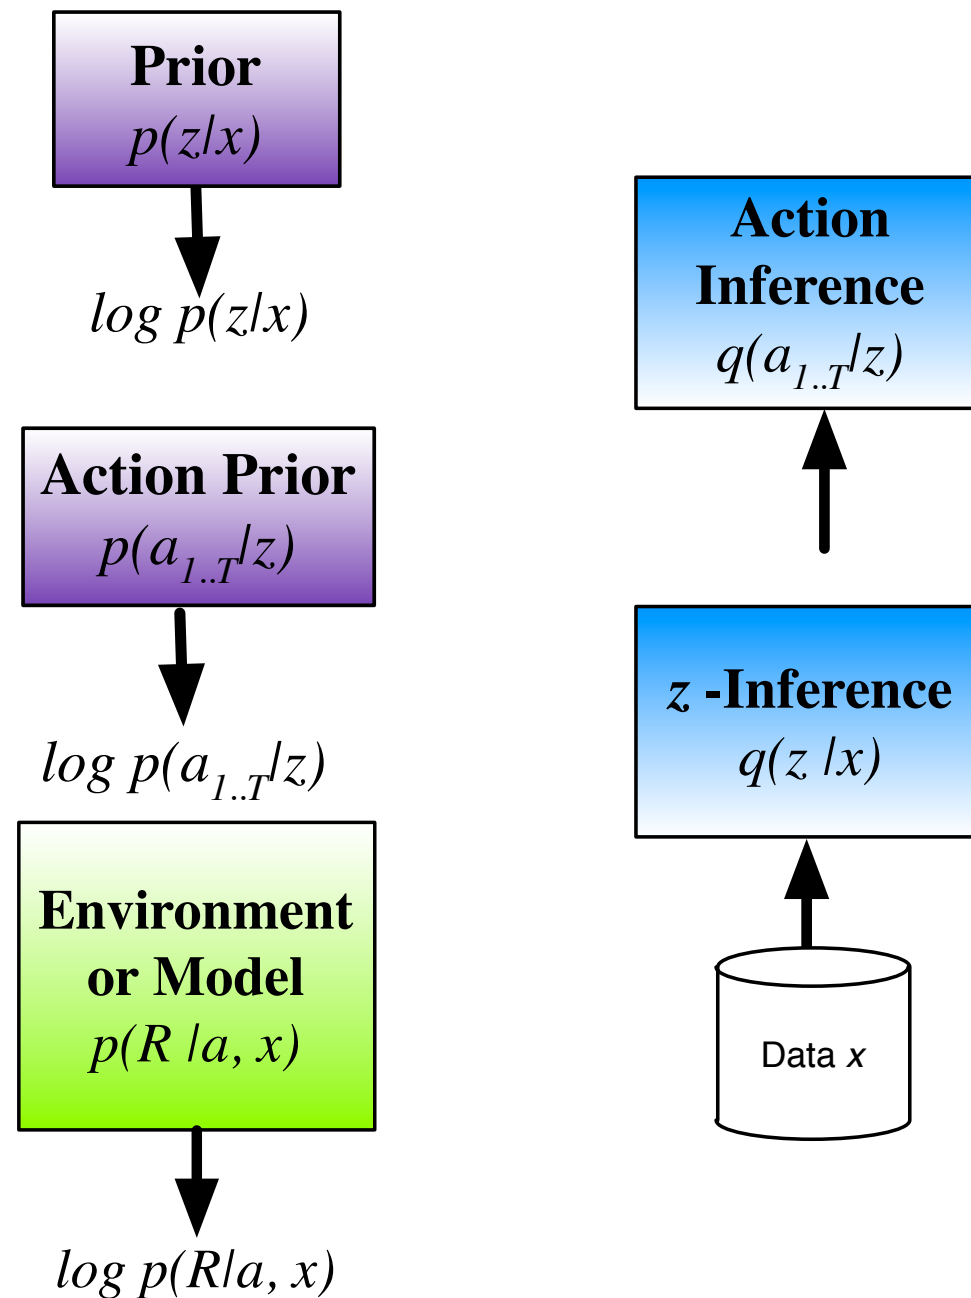 Prior
p(z|x)
log p(z|x)
Action Prior
p(a1..T|z)
log p(a1..T|z)
Environment
or Model
p(R |a, x)
log p(R|a, x)
Action
Inference
q(a1..T|z)
z -Inference
q(z |x)
Data x